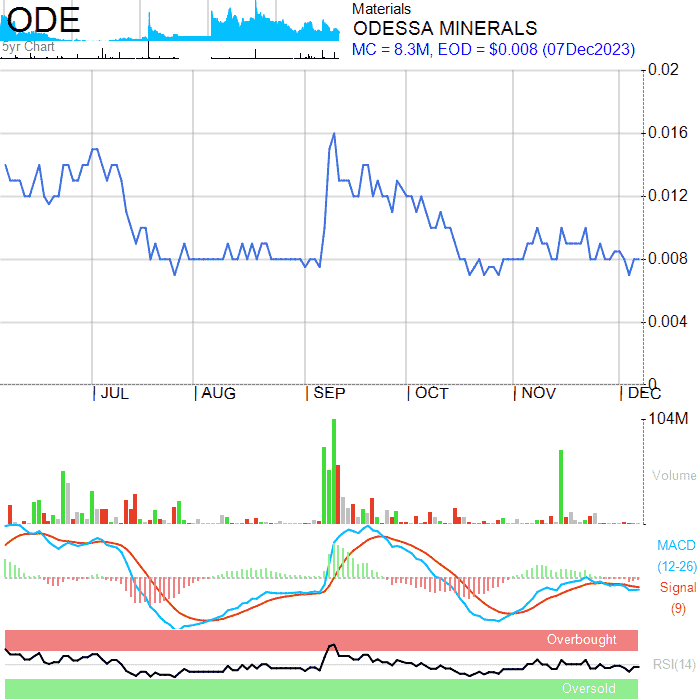 ODE
5yr Chart
Materials
ODESSA MINERALS
MC = 8.3M, EOD = $0.008 (07Dec2023)
0.02
0.016
0.012
0.008
0.004
0
JUL AUG SEP OCT NOV DEC
104M
Volume
MACD
(12-26)
Signal
(9)
Overbought
RSI(14)
Oversold